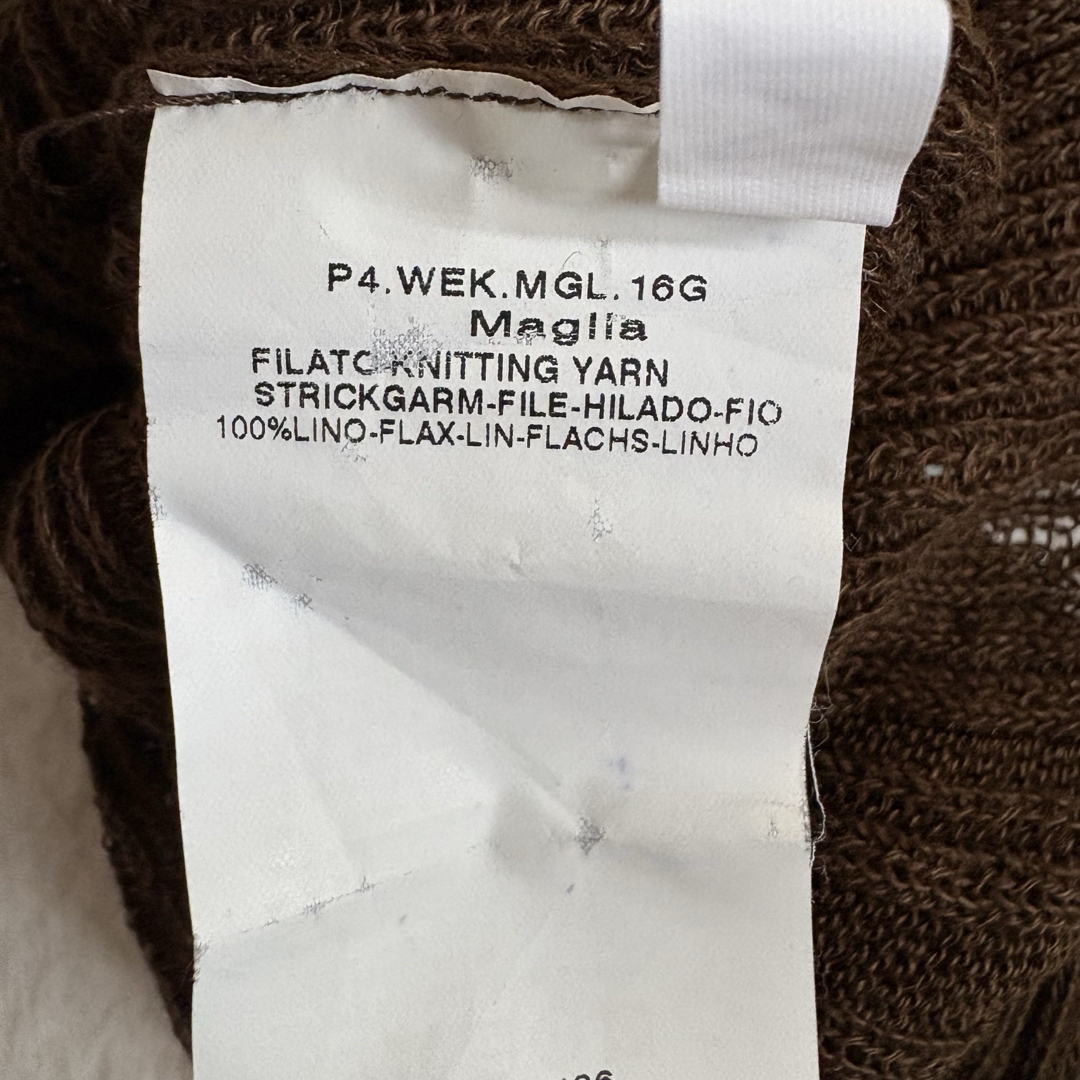 P4.WEK.MGL.16G
Maglia
FILATO KNITTING YARN
STRICKGARM-FILE-HILADO-FIO
100%LINO-FLAX-LIN-FLACHS-LINHO